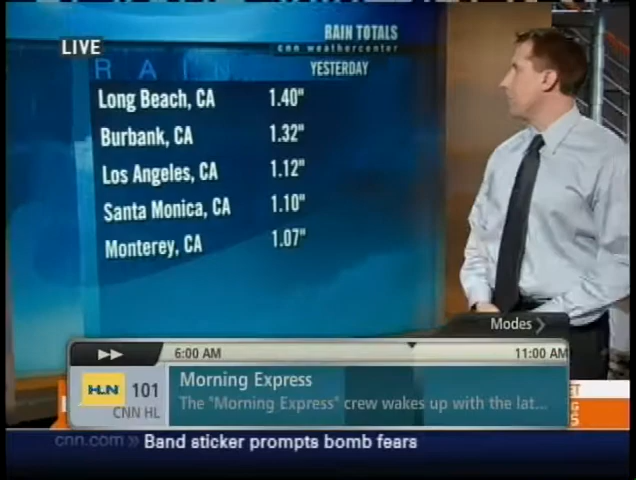 LIVE
RAIN TOTALS
cnn weathercenter
RAIN
YESTERDAY
Long Beach, CA 1.40"
Burbank, CA 1.32"
Los Angeles, CA 1.12"
Santa Monica, CA 1.10"
Monterey, CA 1.07"
Modes
6:00 AM 11:00 AM
HLN 101 Morning Express
CNN HL The "Morning Express" crew wakes up with the lat...
cnn.com » Band sticker prompts bomb fears